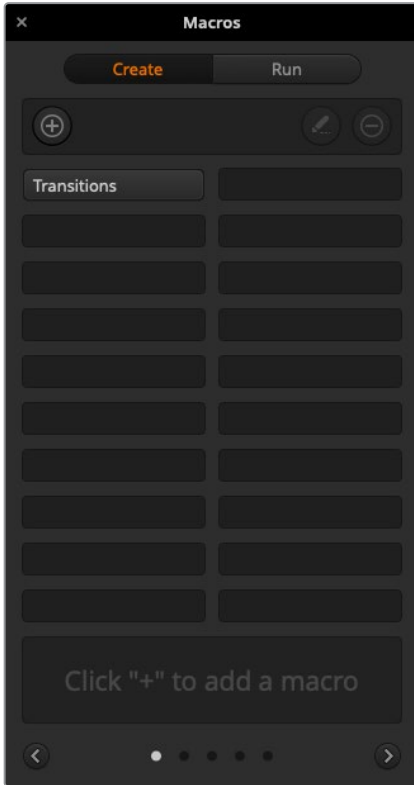 Macros
Create
Run
Transitions
Click "+" to add a macro